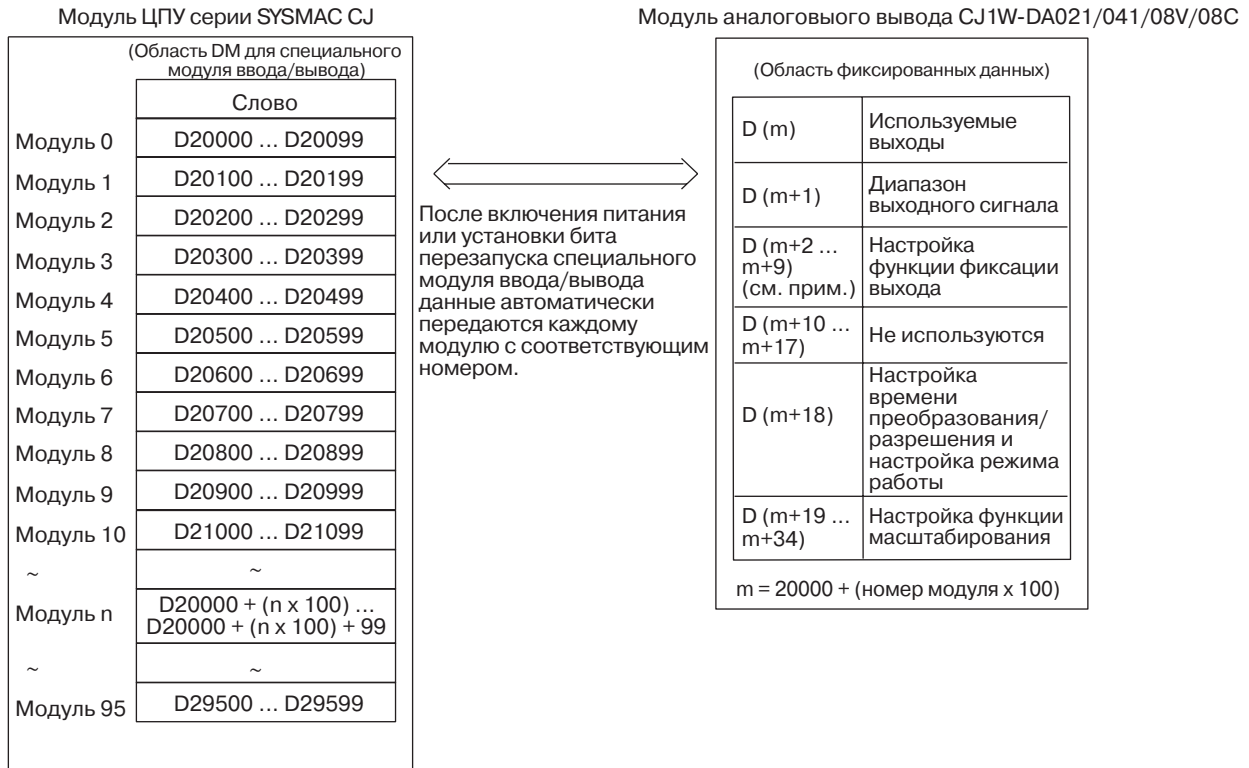 Модуль ЦПУ серии SYSMAC CJ
(Область DM для специального
модуля ввода/вывода)
Слово
Модуль 0
D20000 … D20099
Модуль 1
D20100 … D20199
Модуль 2
D20200 … D20299
Модуль 3
D20300 … D20399
Модуль 4
D20400 … D20499
Модуль 5
D20500 … D20599
Модуль 6
D20600 … D20699
Модуль 7
D20700 … D20799
Модуль 8
D20800 … D20899
Модуль 9
D20900 … D20999
Модуль 10
D21000 … D21099
~
~
Модуль n
D20000 + (n x 100) …
D20000 + (n x 100) + 99
~
~
Модуль 95
D29500 … D29599
После включения питания
или установки бита
перезапуска специального
модуля ввода/вывода
данные автоматически
передаются каждому
модулю с соответствующим
номером.
Модуль аналоговыого вывода CJ1W-DA021/041/08V/08C
(Область фиксированных данных)
D (m)
Используемые
выходы
D (m+1)
Диапазон
выходного сигнала
D (m+2 …
m+9)
(см. прим.)
Настройка
функции фиксации
выхода
D (m+10 …
m+17)
Не используются
D (m+18)
Настройка
времени
преобразования/
разрешения и
настройка режима
работы
D (m+19 …
m+34)
Настройка функции
масштабирования
m = 20000 + (номер модуля x 100)